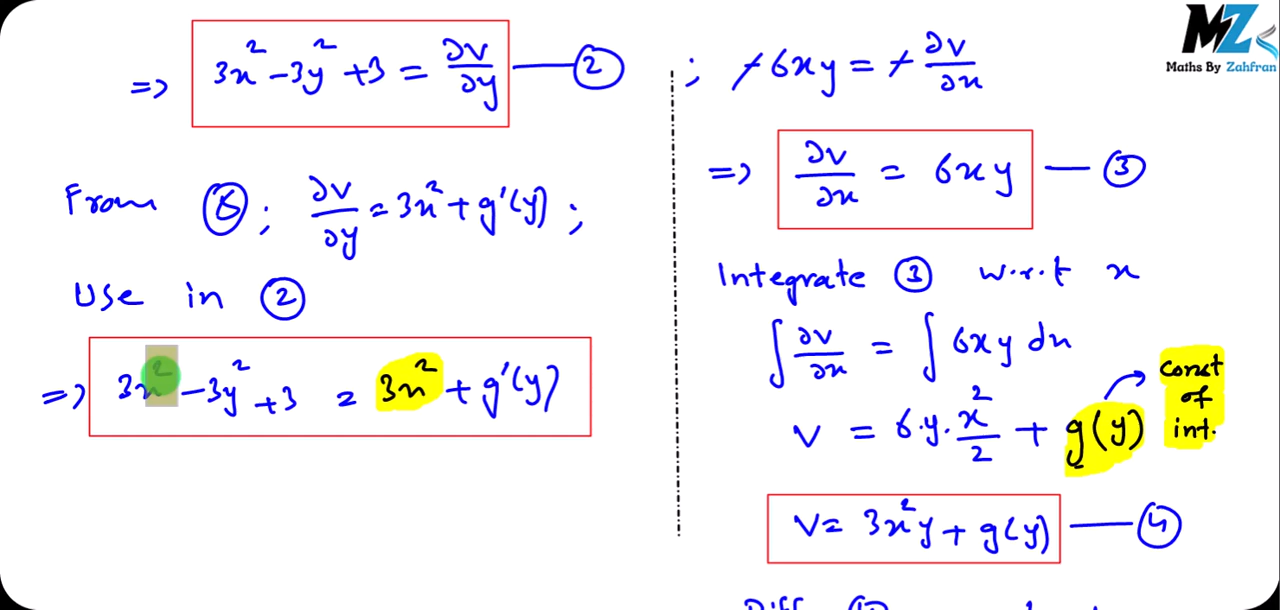 => 3x² - 3y² + 3 = ∂v/∂y — ②
From ⑤; ∂v/∂y = 3x² + g'(y);
Use in ②
=> 3x² - 3y² + 3 = 3x² + g'(y)
MZ
Maths By Zahfran
; -6xy = -∂v/∂x
=> ∂v/∂x = 6xy — ③
Integrate ③ w.r.t x
∫ ∂v/∂x = ∫ 6xy dx
v = 6.y.x²/2 + g(y)
const
of
int.
v = 3x²y + g(y) — ④
Diff